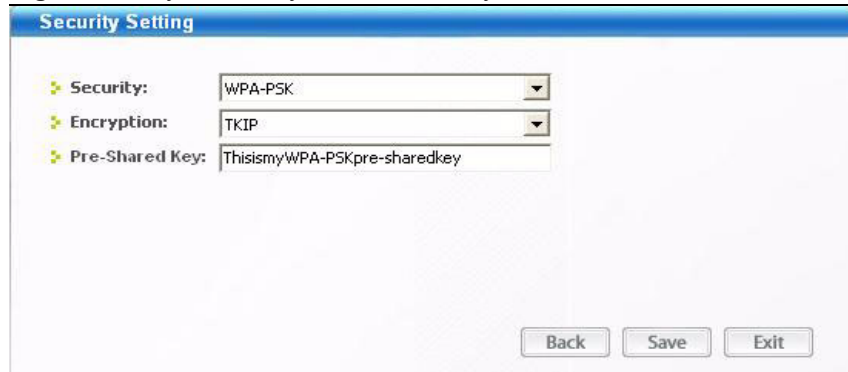 Security Setting
Security: WPA-PSK
Encryption: TKIP
Pre-Shared Key: ThisismyWPA-PSKpre-sharedkey
Back Save Exit